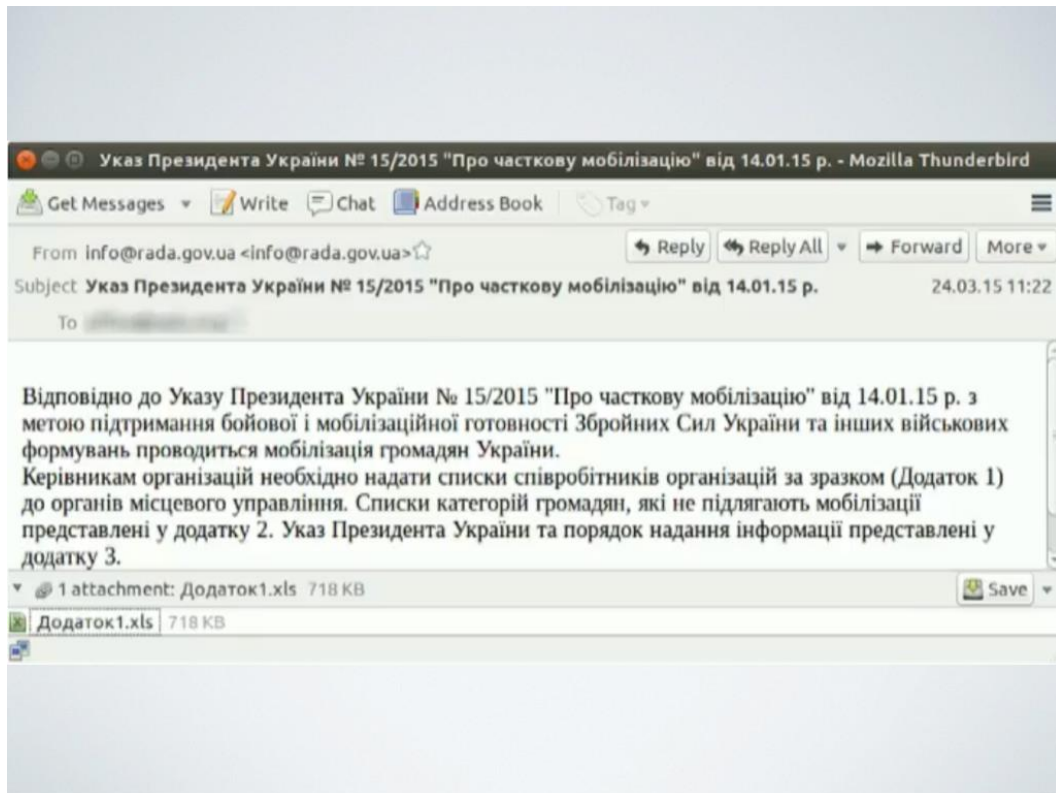 Указ Президента України № 15/2015 "Про часткову мобілізацію" від 14.01.15 р. - Mozilla Thunderbird
Get Messages Write Chat Address Book Tag
From info@rada.gov.ua <info@rada.gov.ua> Reply Reply All Forward More
Subject Указ Президента України № 15/2015 "Про часткову мобілізацію" від 14.01.15 р. 24.03.15 11:22
To
Відповідно до Указу Президента України № 15/2015 "Про часткову мобілізацію" від 14.01.15 р. з
метою підтримання бойової і мобілізаційної готовності Збройних Сил України та інших військових
формувань проводиться мобілізація громадян України.
Керівникам організацій необхідно надати списки співробітників організацій за зразком (Додаток 1)
до органів місцевого управління. Списки категорій громадян, які не підлягають мобілізації
представлені у додатку 2. Указ Президента України та порядок надання інформації представлені у
додатку 3.
1 attachment: Додаток1.xls 718 KB Save
Додаток1.xls 718 KB